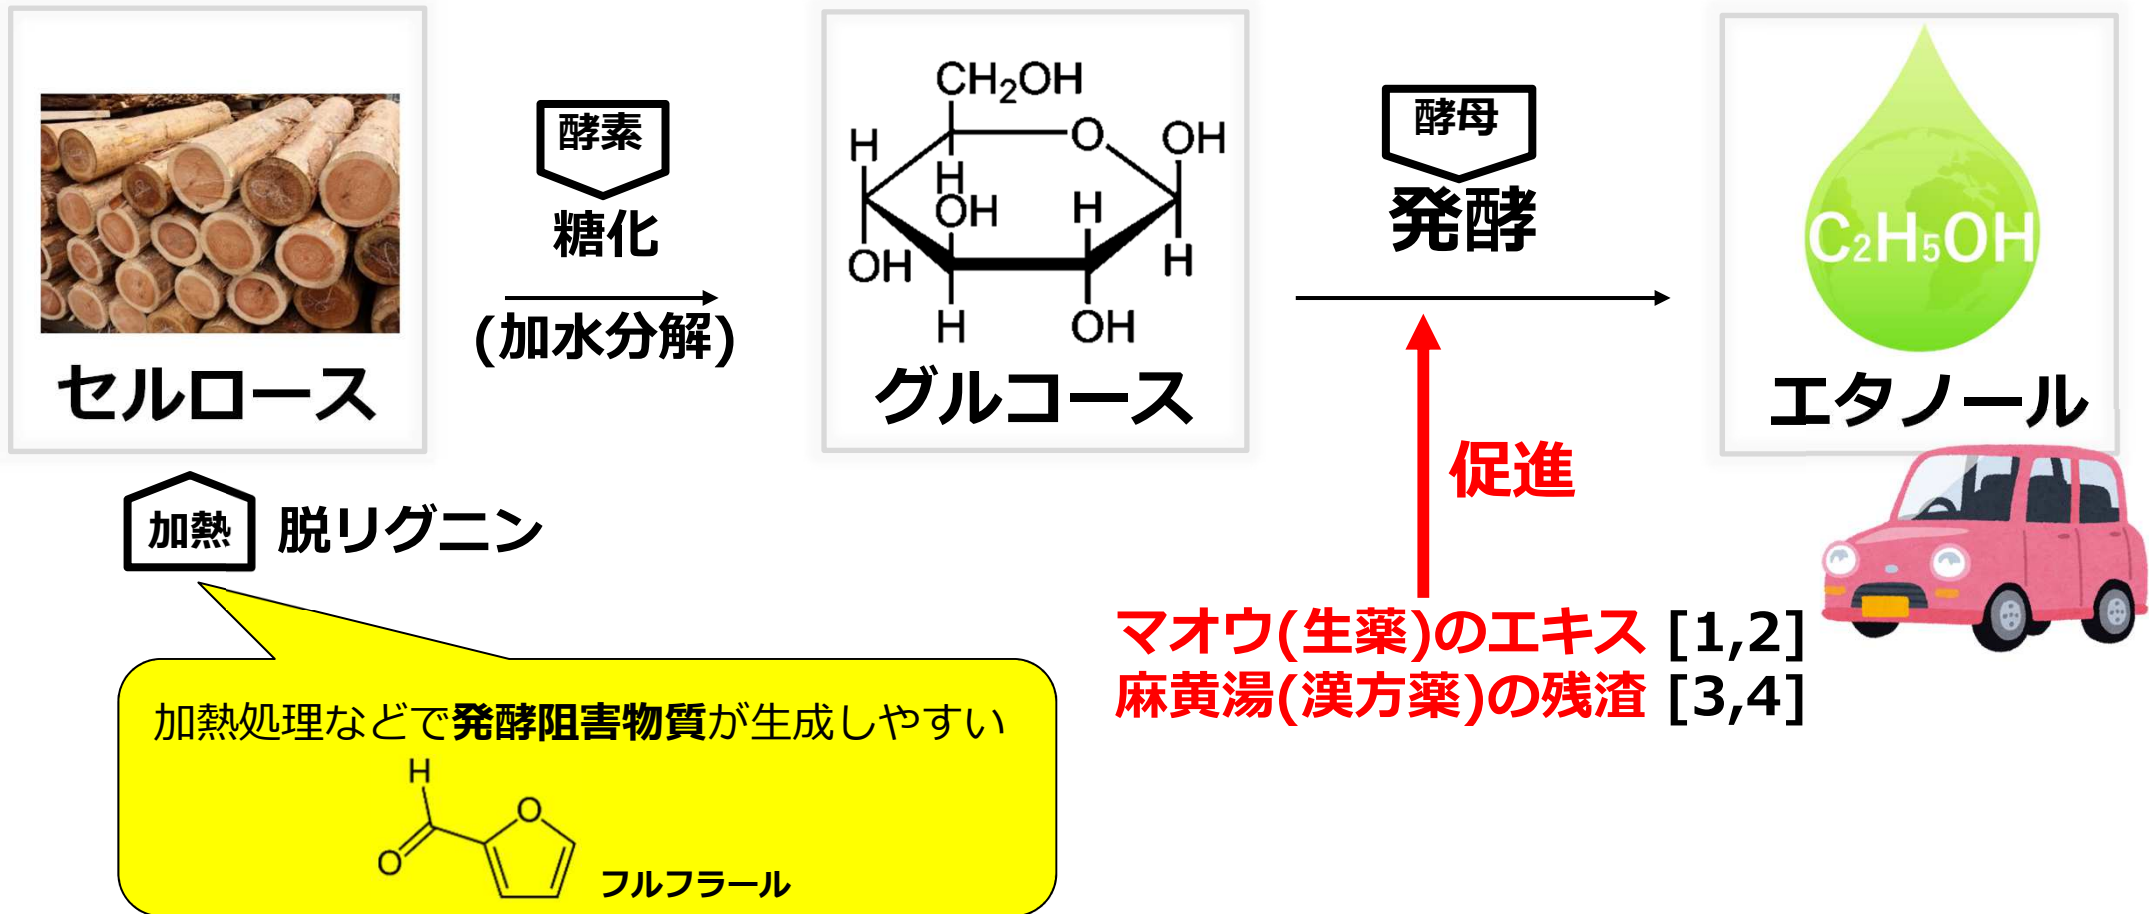 セルロース
酵素
糖化
(加水分解)
CH₂OH
H
O
OH
H
OH
H
OH
H
H
OH
グルコース
酵母
発酵
C₂H₅OH
エタノール
促進
加熱
脱リグニン
マオウ(生薬)のエキス [1,2]
麻黄湯(漢方薬)の残渣 [3,4]
加熱処理などで発酵阻害物質が生成しやすい
H
O
O
フルフラール